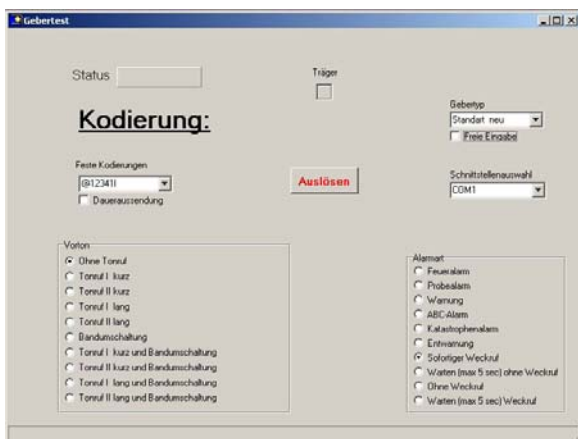 Gebertest
Status
Träger
Kodierung:
Gebertyp
Standart neu
Freie Eingabe
Feste Kodierungen
@12341I
Daueraussendung
Auslösen
Schnittstellenauswahl
COM1
Vorton
Ohne Tonruf
Tonruf I kurz
Tonruf II kurz
Tonruf I lang
Tonruf II lang
Bandumschaltung
Tonruf I kurz und Bandumschaltung
Tonruf II kurz und Bandumschaltung
Tonruf I lang und Bandumschaltung
Tonruf II lang und Bandumschaltung
Alarmart
Feueralarm
Probealarm
Warnung
ABC-Alarm
Katastrophenalarm
Entwarnung
Sofortiger Weckruf
Warten (max 5 sec) ohne Weckruf
Ohne Weckruf
Warten (max 5 sec) Weckruf